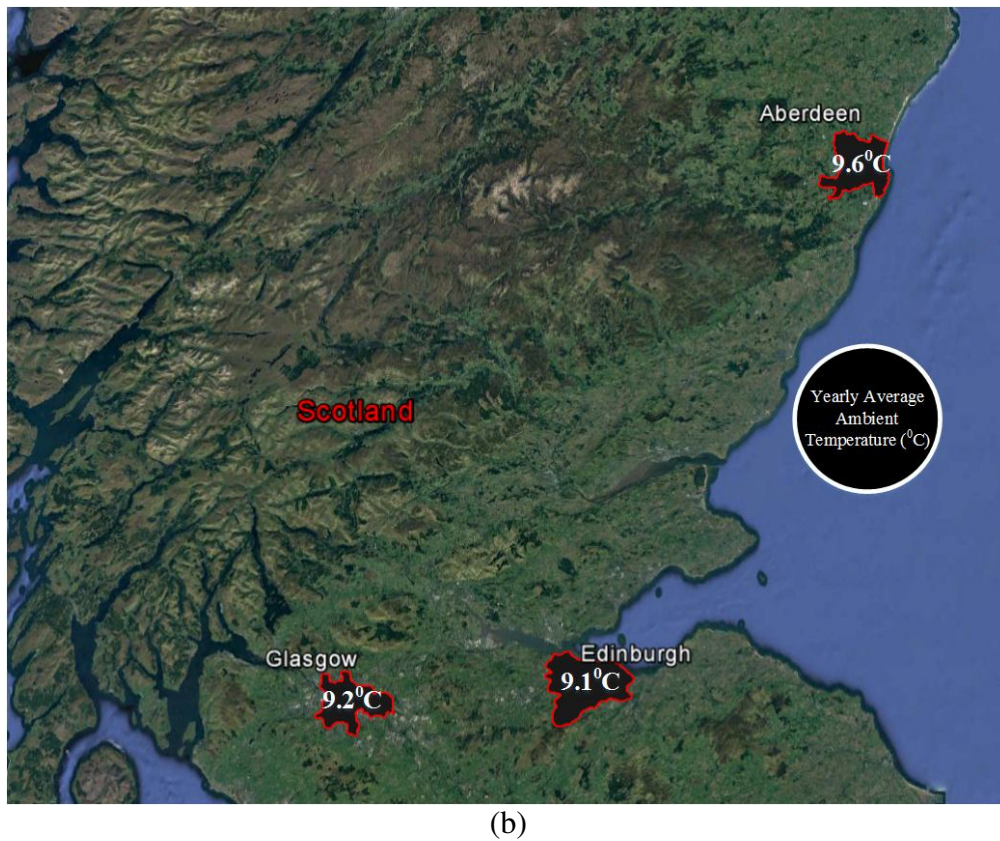 Aberdeen
9.6⁰C
Yearly Average
Ambient
Temperature (⁰C)
Scotland
Glasgow
9.2⁰C
Edinburgh
9.1⁰C
(b)